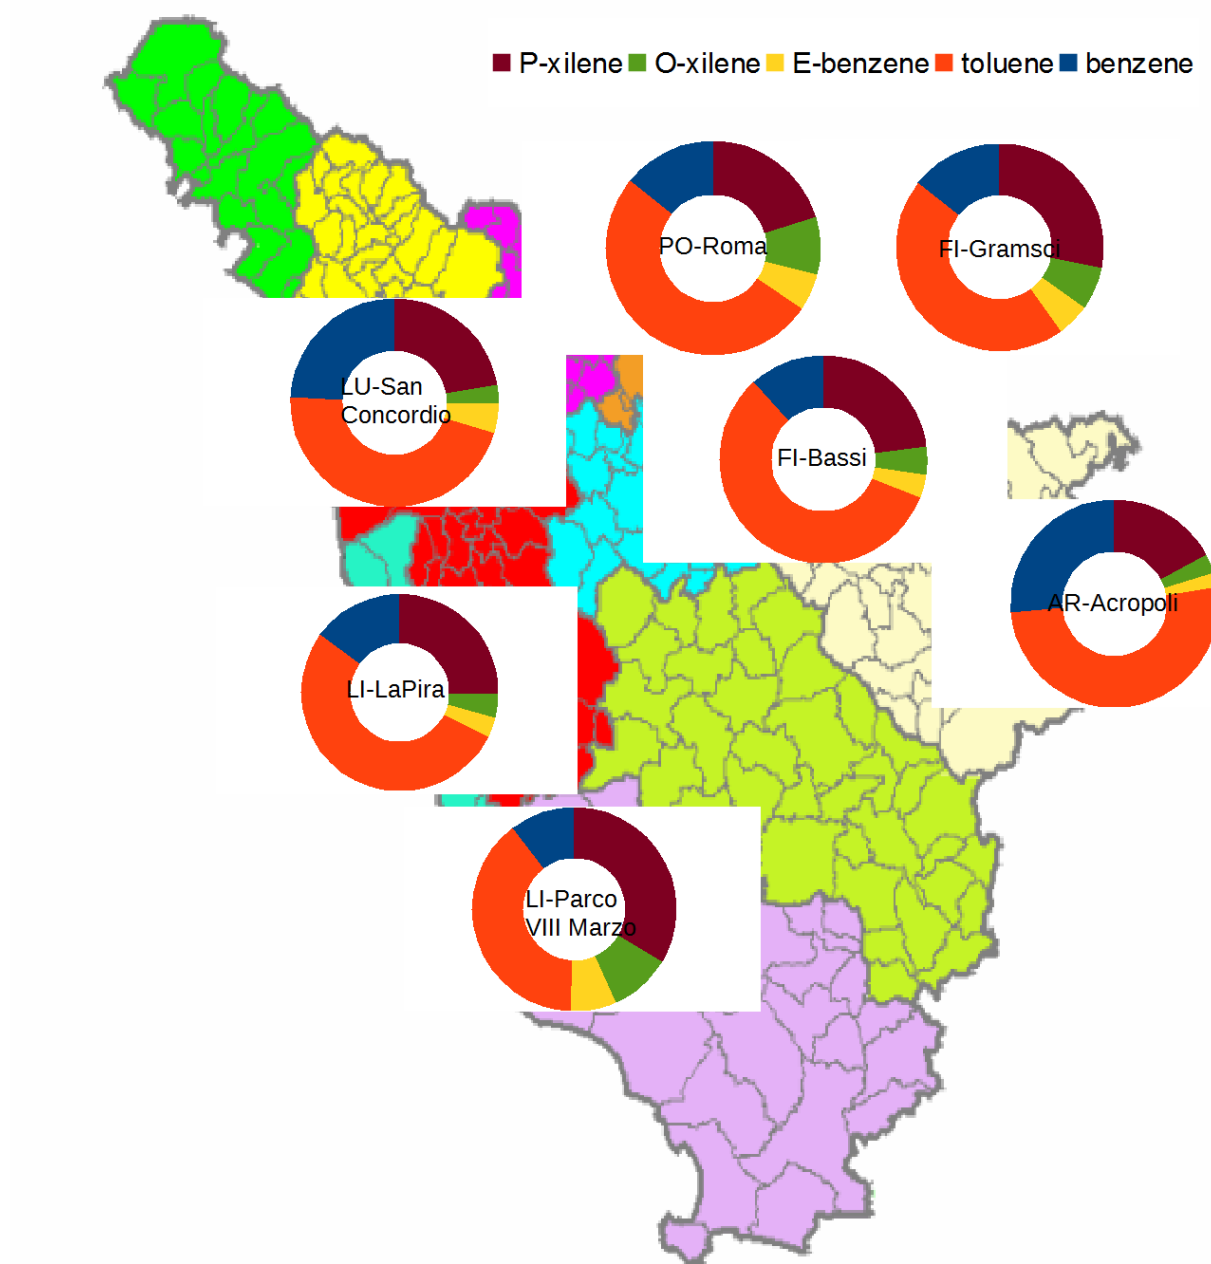 P-xilene O-xilene E-benzene toluene benzene
PO-Roma
FI-Gramsci
LU-San
Concordio
FI-Bassi
AR-Acropoli
LI-LaPira
LI-Parco
VIII Marzo